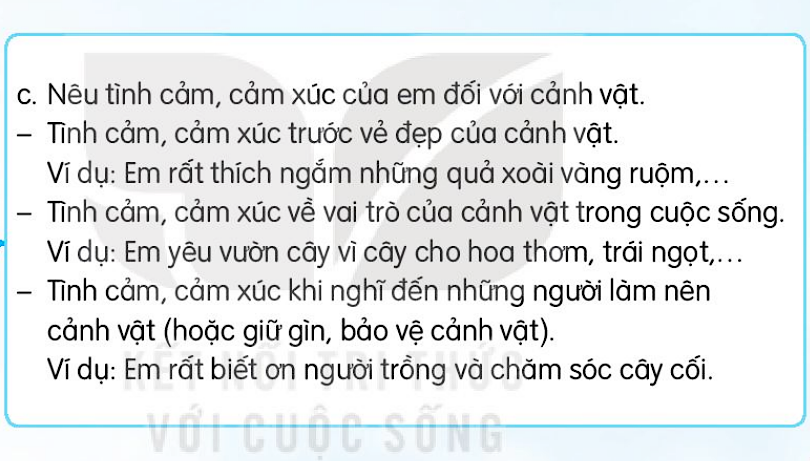 c. Nêu tình cảm, cảm xúc của em đối với cảnh vật.
– Tình cảm, cảm xúc trước vẻ đẹp của cảnh vật.
Ví dụ: Em rất thích ngắm những quả xoài vàng ruộm,...
– Tình cảm, cảm xúc về vai trò của cảnh vật trong cuộc sống.
Ví dụ: Em yêu vườn cây vì cây cho hoa thơm, trái ngọt,...
– Tình cảm, cảm xúc khi nghĩ đến những người làm nên
cảnh vật (hoặc giữ gìn, bảo vệ cảnh vật).
KẾT NỐI TRI THỨC
Ví dụ: Em rất biết ơn người trồng và chăm sóc cây cối.
VỚI CUỘC SỐNG